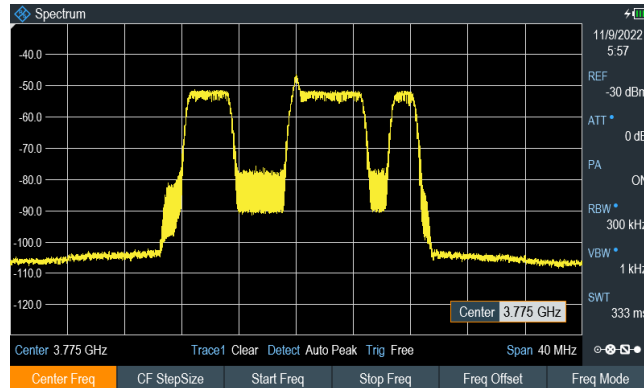 Spectrum
11/9/2022
5:57
-40.0
-50.0
-60.0
-70.0
-80.0
-90.0
-100.0
-110.0
-120.0
REF
-30 dBm
ATT
0 dB
PA
ON
RBW
300 kHz
VBW
1 kHz
SWT
333 ms
Center 3.775 GHz
Center 3.775 GHz Trace1 Clear Detect Auto Peak Trig Free Span 40 MHz
Center Freq CF StepSize Start Freq Stop Freq Freq Offset Freq Mode